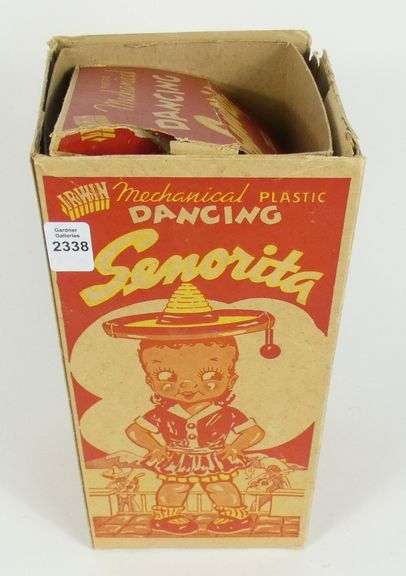 Mechanical
DANCING
IRWIN
Mechanical PLASTIC
DANCING
Gardner
Galleries
2338
Senorita